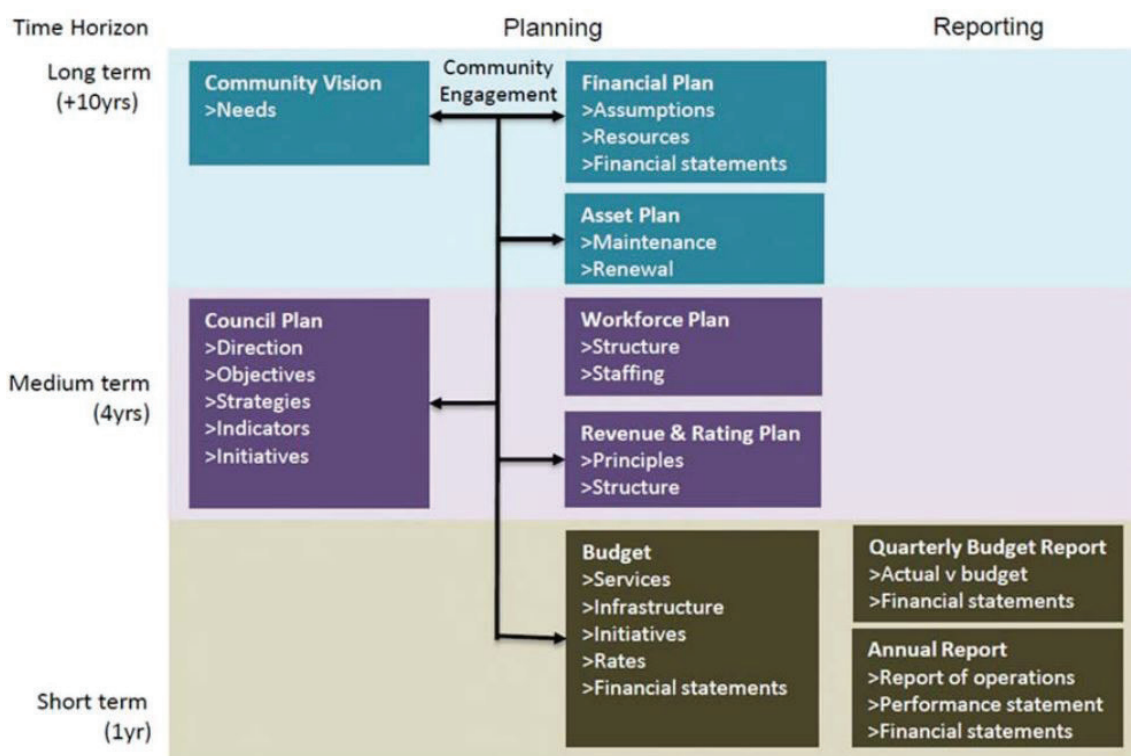 Time Horizon
Planning
Reporting
Long term
(+10yrs)
Community Vision
>Needs
Community
Engagement
Financial Plan
>Assumptions
>Resources
>Financial statements
Asset Plan
>Maintenance
>Renewal
Medium term
(4yrs)
Council Plan
>Direction
>Objectives
>Strategies
>Indicators
>Initiatives
Workforce Plan
>Structure
>Staffing
Revenue & Rating Plan
>Principles
>Structure
Short term
(1yr)
Budget
>Services
>Infrastructure
>Initiatives
>Rates
>Financial statements
Quarterly Budget Report
>Actual v budget
>Financial statements
Annual Report
>Report of operations
>Performance statement
>Financial statements